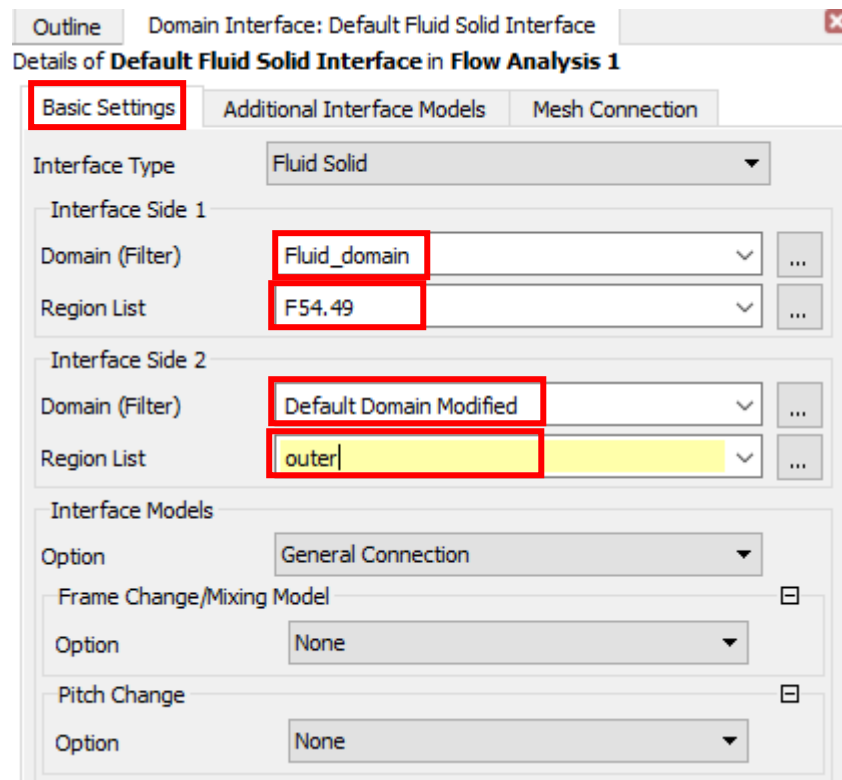 Outline Domain Interface: Default Fluid Solid Interface
Details of Default Fluid Solid Interface in Flow Analysis 1
Basic Settings Additional Interface Models Mesh Connection
Interface Type Fluid Solid
Interface Side 1
Domain (Filter) Fluid_domain ...
Region List F54.49 ...
Interface Side 2
Domain (Filter) Default Domain Modified ...
Region List outer ...
Interface Models
Option General Connection
Frame Change/Mixing Model
Option None
Pitch Change
Option None